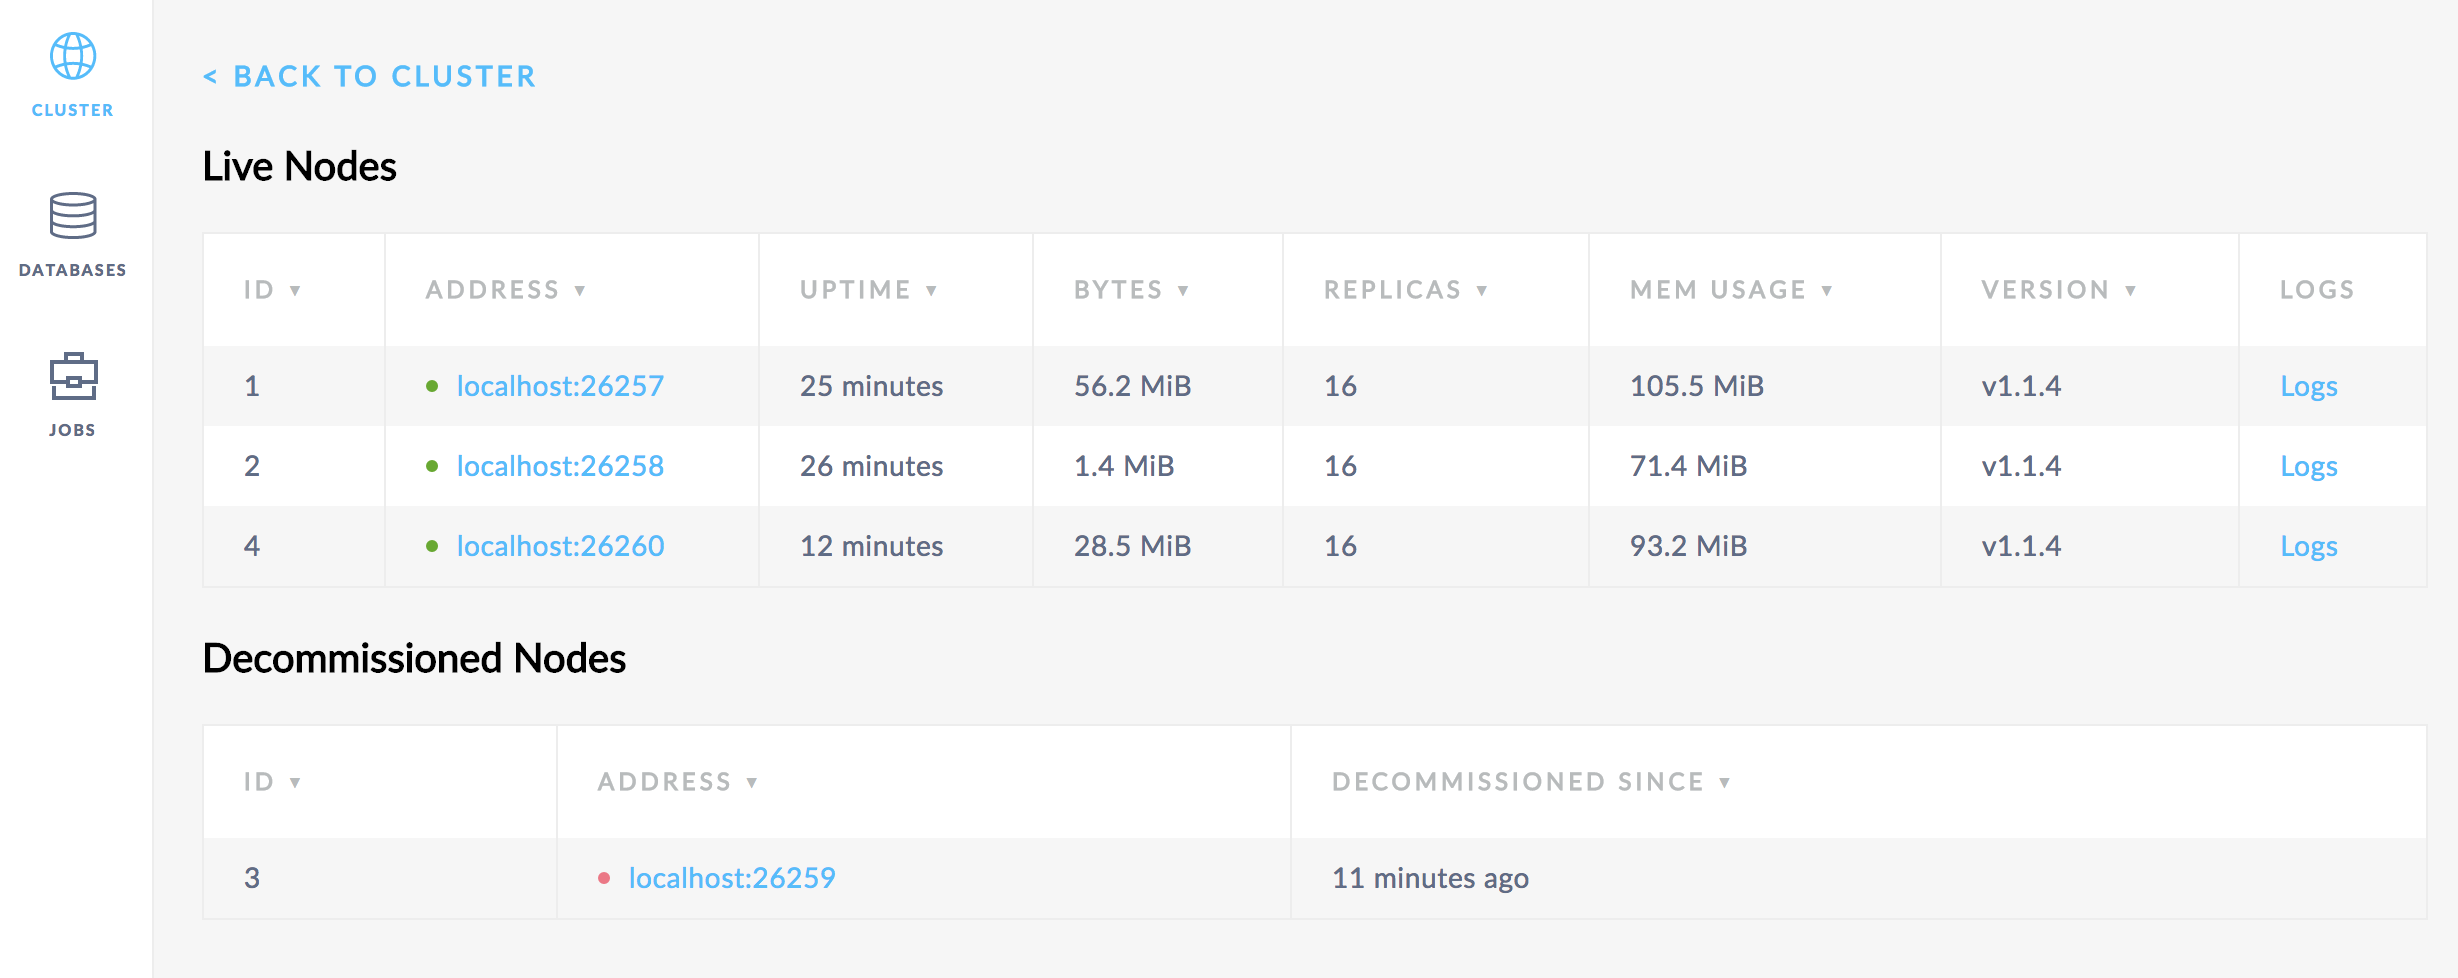 CLUSTER
DATABASES
JOBS
< BACK TO CLUSTER
Live Nodes
ID ▼ ADDRESS ▼ UPTIME ▼ BYTES ▼ REPLICAS ▼ MEM USAGE ▼ VERSION ▼ LOGS
1 localhost:26257 25 minutes 56.2 MiB 16 105.5 MiB v1.1.4 Logs
2 localhost:26258 26 minutes 1.4 MiB 16 71.4 MiB v1.1.4 Logs
4 localhost:26260 12 minutes 28.5 MiB 16 93.2 MiB v1.1.4 Logs
Decommissioned Nodes
ID ▼ ADDRESS ▼ DECOMMISSIONED SINCE ▼
3 localhost:26259 11 minutes ago